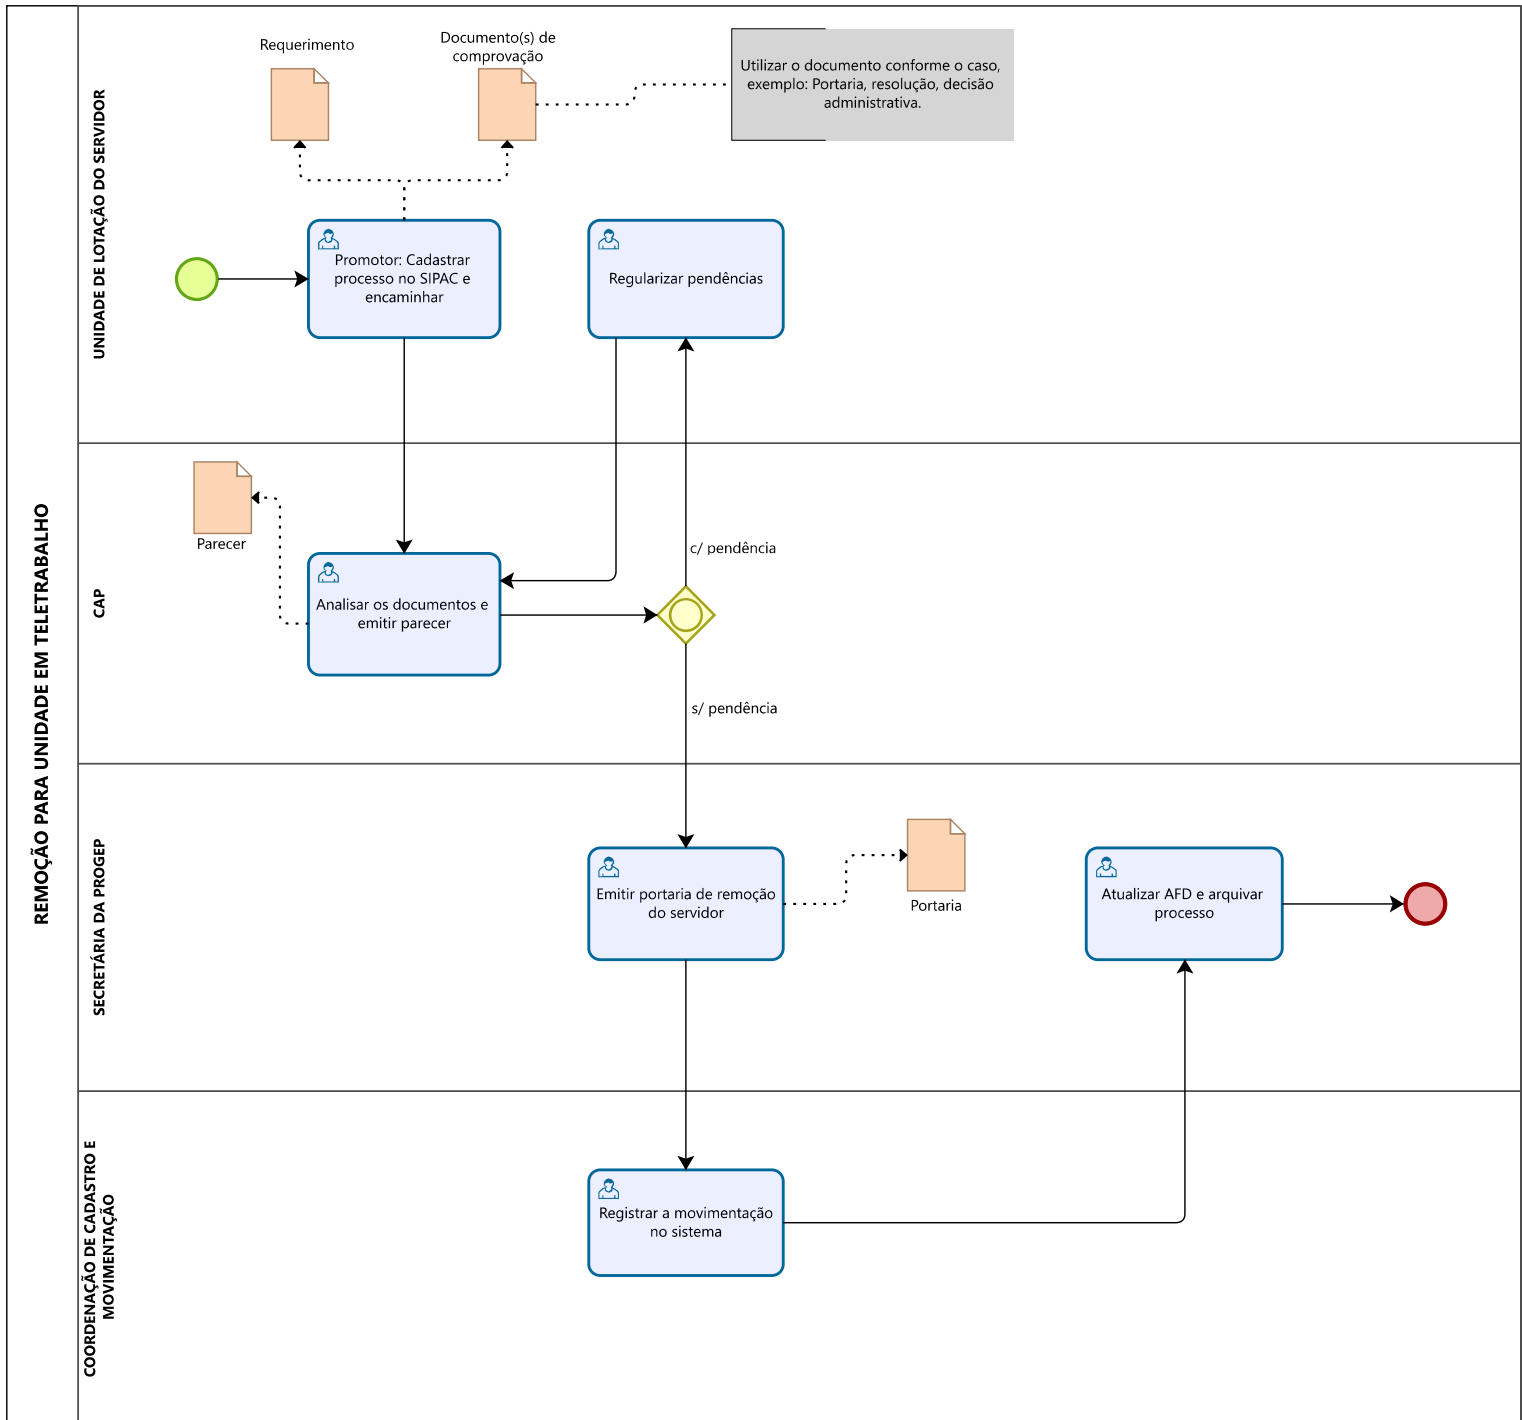 REMOÇÃO PARA UNIDADE EM TELETRABALHO
UNIDADE DE LOTAÇÃO DO SERVIDOR
Requerimento
Documento(s) de
comprovação
Utilizar o documento conforme o caso,
exemplo: Portaria, resolução, decisão
administrativa.
Promotor: Cadastrar
processo no SIPAC e
encaminhar
Regularizar pendências
CAP
Parecer
Analisar os documentos e
emitir parecer
c/ pendência
s/ pendência
SECRETÁRIA DA PROGEP
Emitir portaria de remoção
do servidor
Portaria
Atualizar AFD e arquivar
processo
COORDENAÇÃO DE CADASTRO E
MOVIMENTAÇÃO
Registrar a movimentação
no sistema